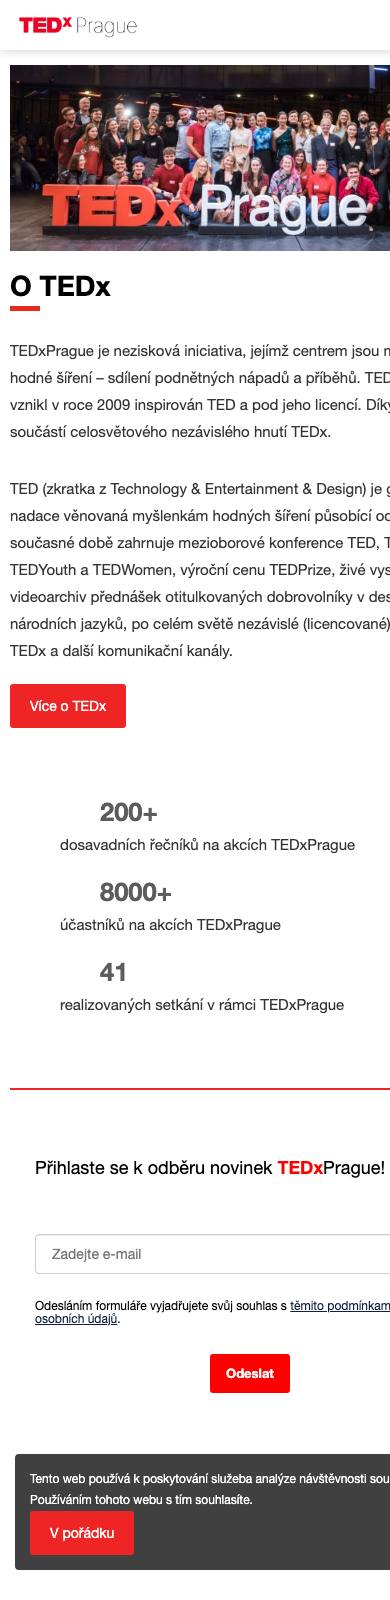 TEDx Prague
TEDx Prague
O TEDx
TEDxPrague je nezisková iniciativa, jejímž centrem jsou
hodné šíření – sdílení podnětných nápadů a příběhů.
vznikl v roce 2009 inspirován TED a pod jeho licencí. Díky
součástí celosvětového nezávislého hnutí TEDx.
TED (zkratka z Technology & Entertainment & Design) je
nadace věnovaná myšlenkám hodných šíření působící
současné době zahrnuje mezioborové konference TED,
TEDYouth a TEDWomen, výroční cenu TEDPrize, živé
videoarchiv přednášek otitulkovaných dobrovolníky v
národních jazyků, po celém světě nezávislé (licencované)
TEDx a další komunikační kanály.
Více o TEDx
200+
dosavadních řečníků na akcích TEDxPrague
8000+
účastníků na akcích TEDxPrague
41
realizovaných setkání v rámci TEDxPrague
Přihlaste se k odběru novinek TEDxPrague!
Zadejte e-mail
Odesláním formuláře vyjadřujete svůj souhlas s těmito podmínkam
osobních údajů.
Odeslat
Tento web používá k poskytování služeba analýze návštěvnosti
Používáním tohoto webu s tím souhlasíte.
V pořádku